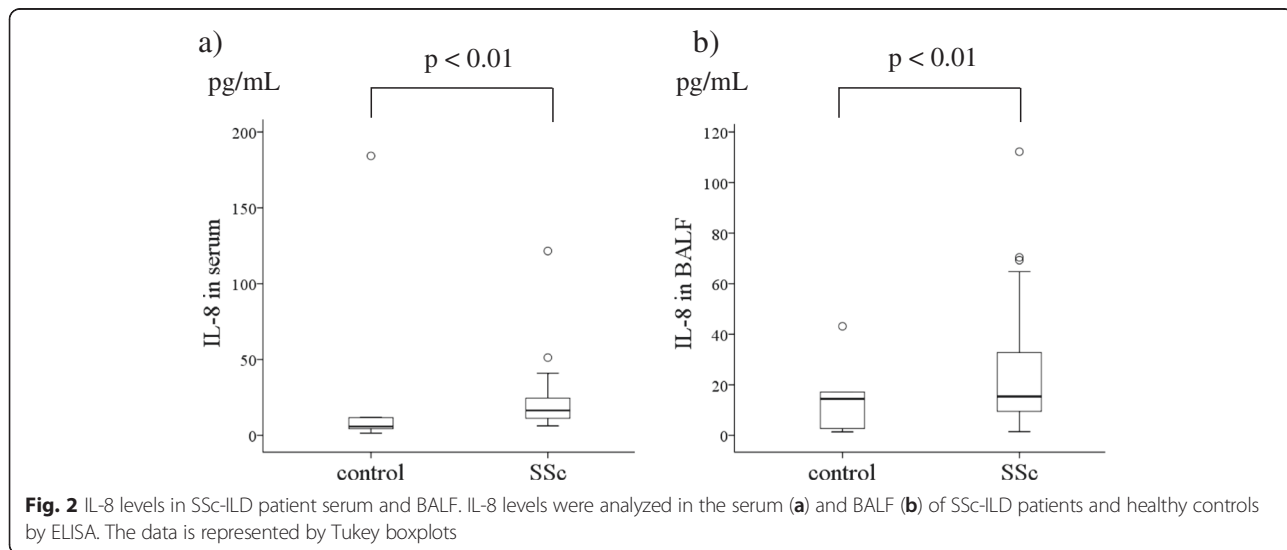 a)
p < 0.01
pg/mL
IL-8 in serum
200
150
100
50
0
control SSc
b)
p < 0.01
pg/mL
IL-8 in BALF
120
100
80
60
40
20
0
control SSc
Fig. 2 IL-8 levels in SSc-ILD patient serum and BALF. IL-8 levels were analyzed in the serum (a) and BALF (b) of SSc-ILD patients and healthy controls
by ELISA. The data is represented by Tukey boxplots